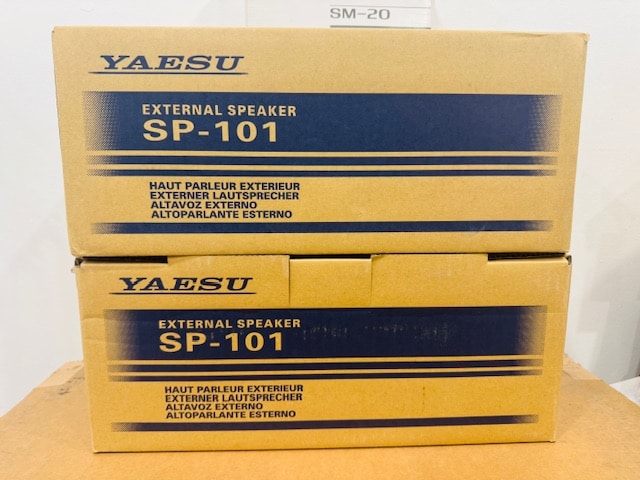 SM-20
YAESU
EXTERNAL SPEAKER
SP-101
HAUT PARLEUR EXTERIEUR
EXTERNER LAUTSPRECHER
ALTAVOZ EXTERNO
ALTOPARLANTE ESTERNO
YAESU
EXTERNAL SPEAKER
SP-101
HAUT PARLEUR EXTERIEUR
EXTERNER LAUTSPRECHER
ALTAVOZ EXTERNO
ALTOPARLANTE ESTERNO